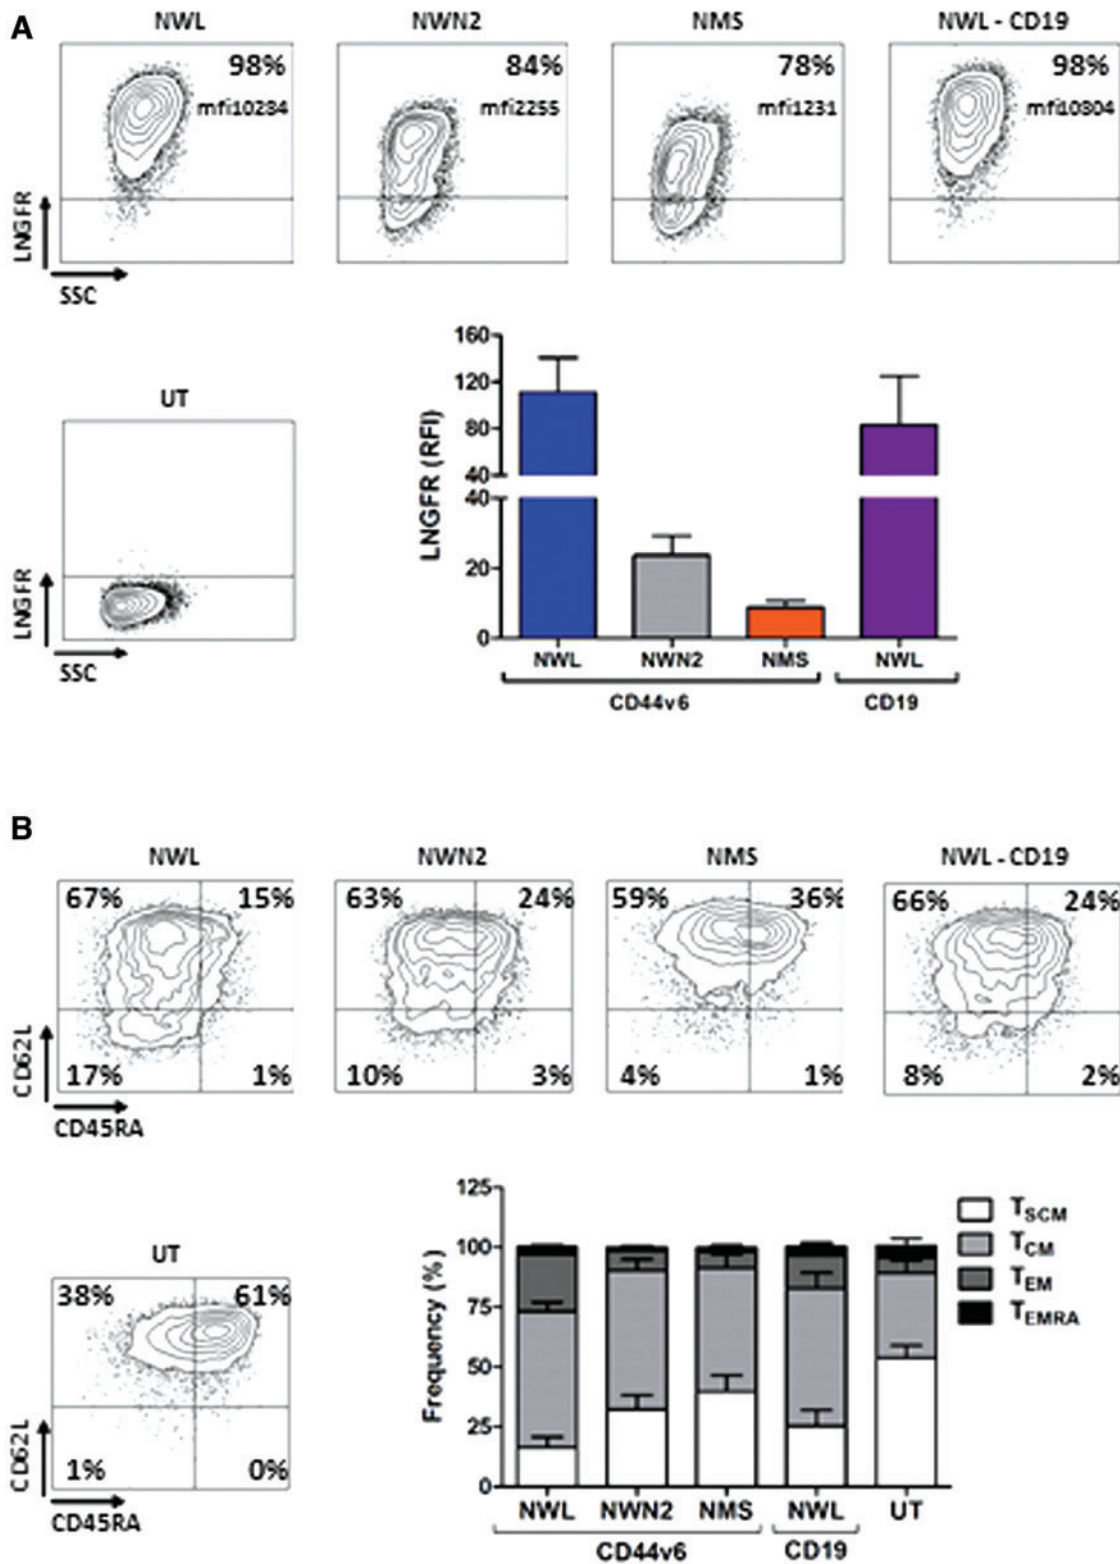 A
NWL
NWN2
NMS
NWL - CD19
98%
mfi10284
84%
mfi2255
78%
mfi1231
98%
mfi10804
LNGFR
SSC
UT
LNGFR
SSC
LNGFR (RFI)
160
120
80
40
40
20
0
NWL
NWN2
NMS
NWL
CD44v6
CD19
B
NWL
NWN2
NMS
NWL - CD19
67%
15%
63%
24%
59%
36%
66%
24%
17%
1%
10%
3%
4%
1%
8%
2%
CD62L
CD45RA
UT
38%
61%
1%
0%
CD62L
CD45RA
Frequency (%)
125
100
75
50
25
0
TSCM
TCM
TEM
TEMRA
NWL
NWN2
NMS
NWL
UT
CD44v6
CD19